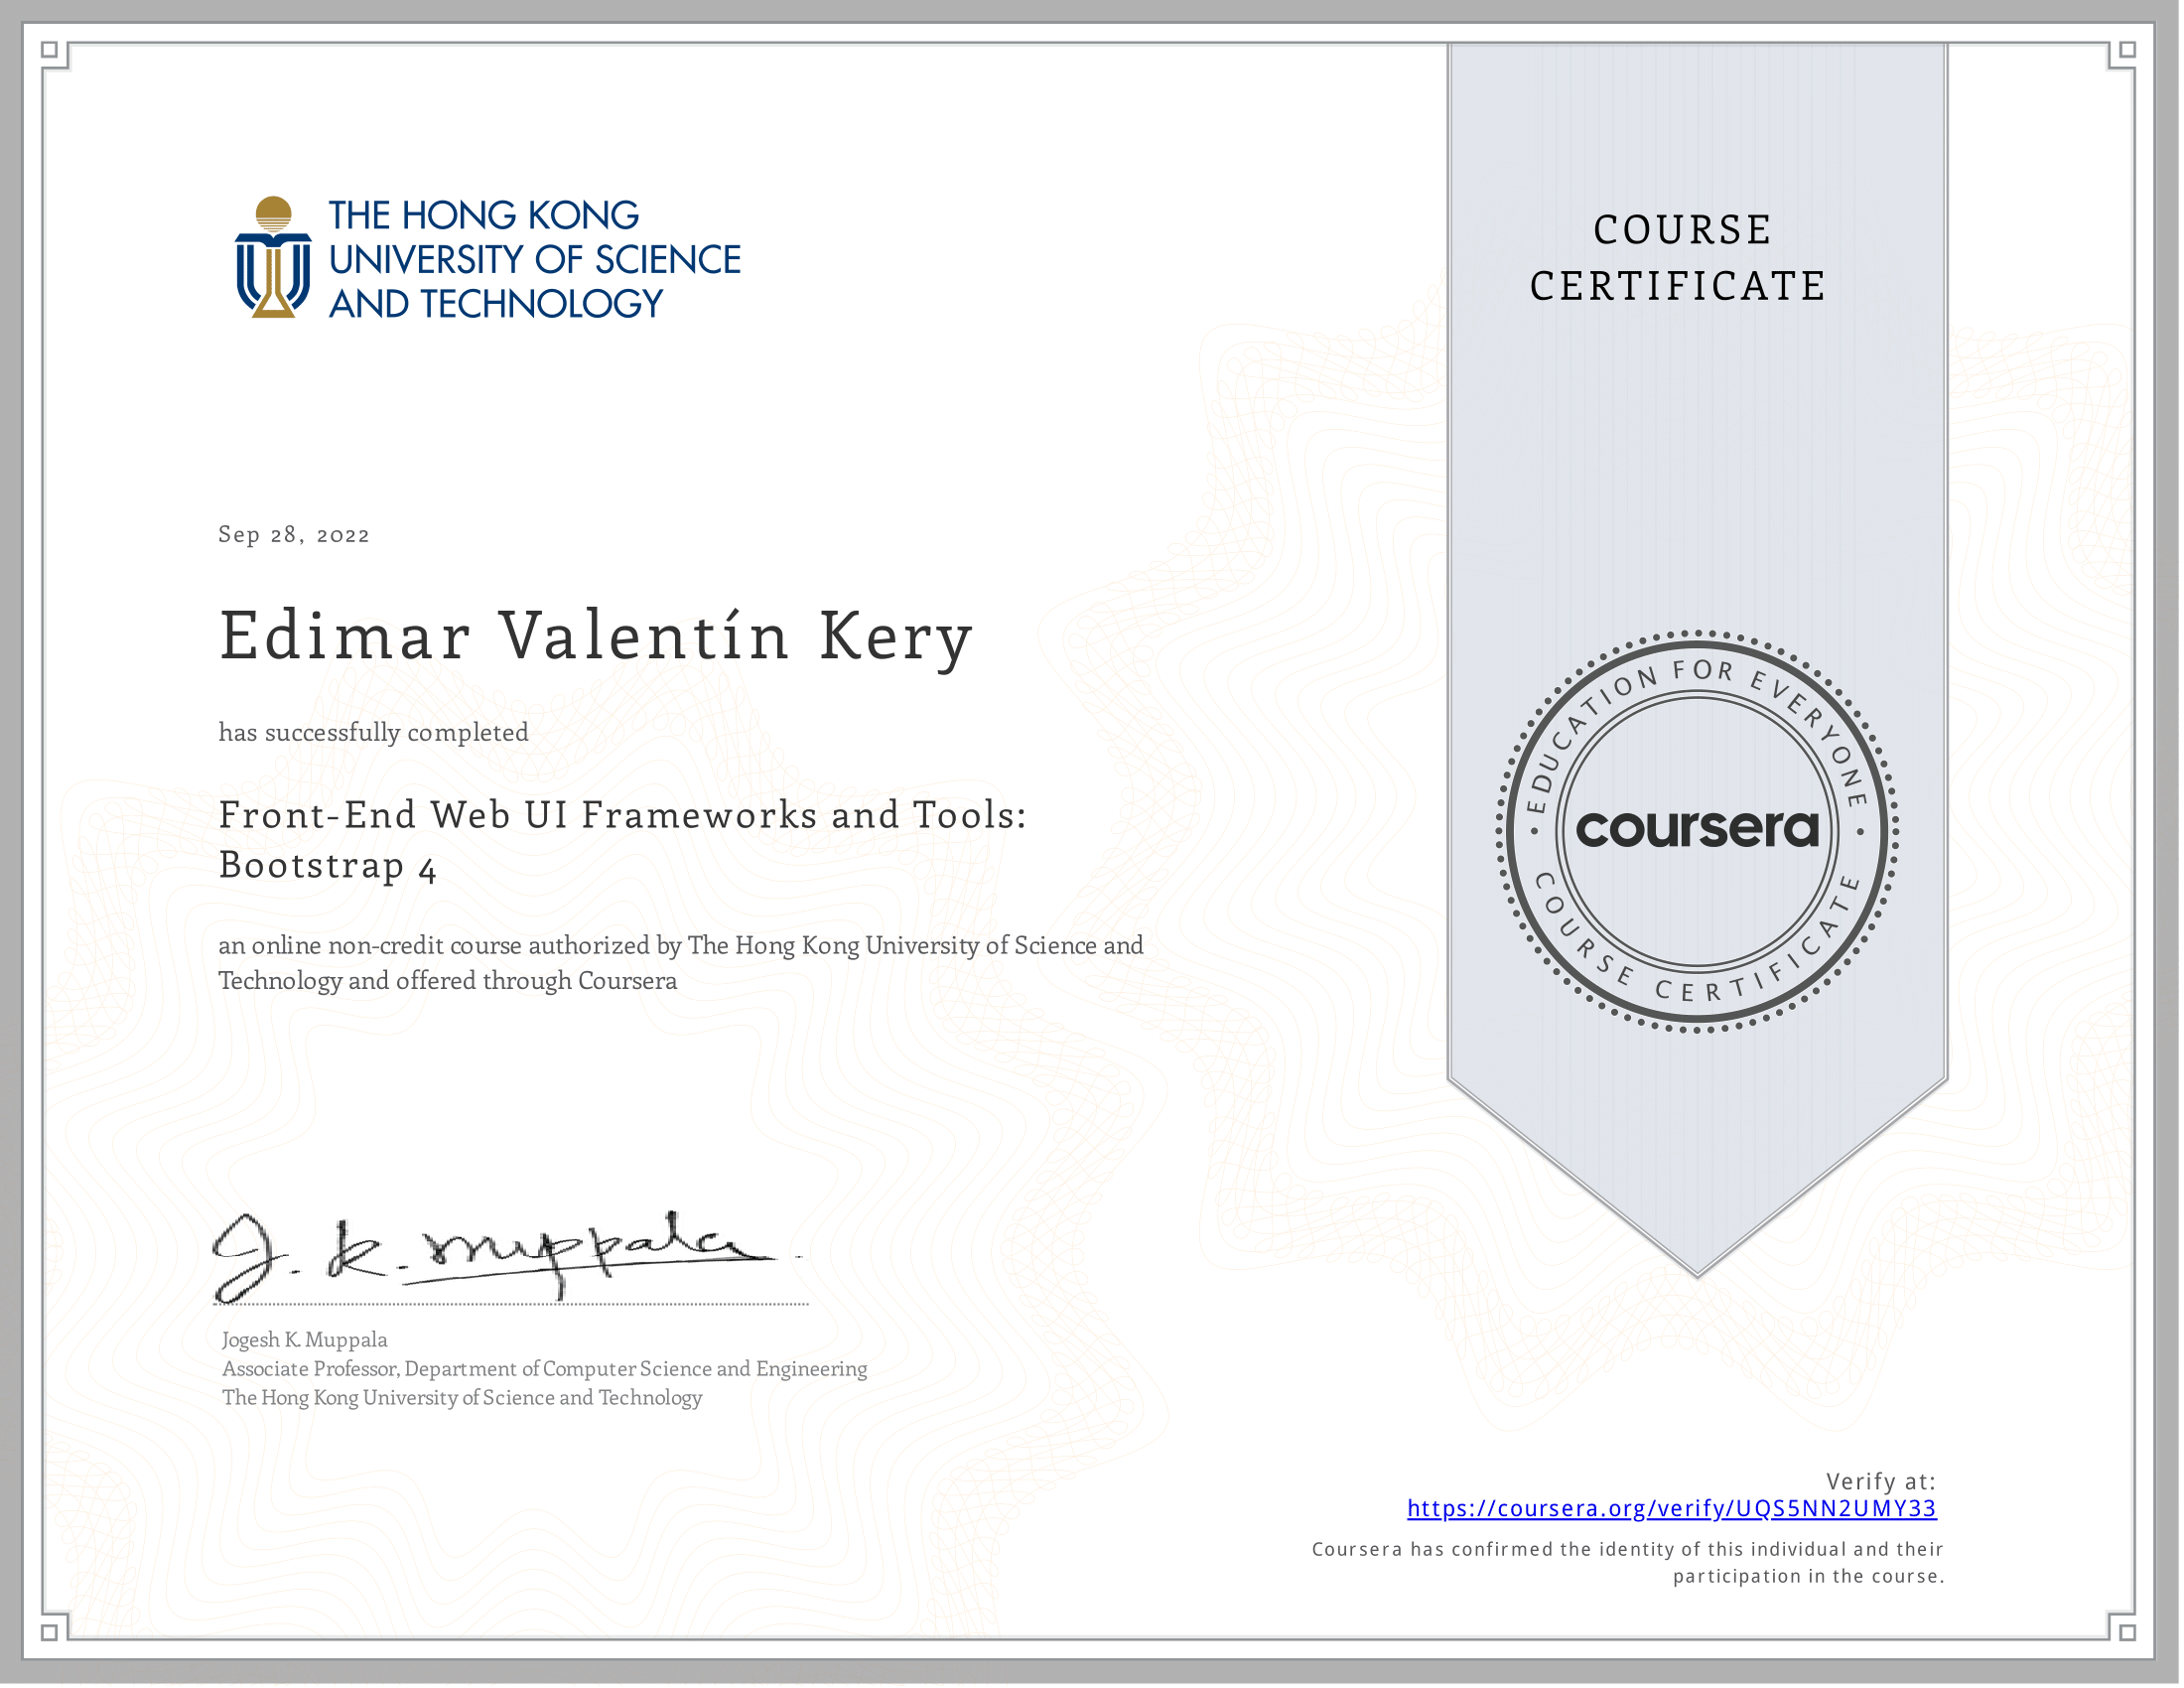 THE HONG KONG
UNIVERSITY OF SCIENCE
AND TECHNOLOGY
COURSE
CERTIFICATE
Sep 28, 2022
Edimar Valentín Kery
has successfully completed
Front-End Web UI Frameworks and Tools:
Bootstrap 4
an online non-credit course authorized by The Hong Kong University of Science and
Technology and offered through Coursera
EDUCATION FOR EVERYONE
coursera
COURSE CERTIFICATE
J. K. Muppala
Jogesh K. Muppala
Associate Professor, Department of Computer Science and Engineering
The Hong Kong University of Science and Technology
Verify at:
https://coursera.org/verify/UQS5NN2UMY33
Coursera has confirmed the identity of this individual and their
participation in the course.